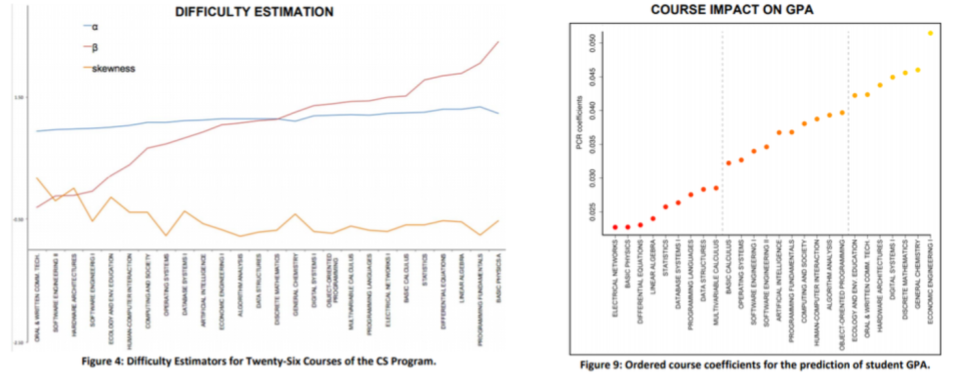 DIFFICULTY ESTIMATION
α
β
skewness
ORAL & WRITTEN COMM. TECH.
SOFTWARE ENGINEERING II
HARDWARE ARCHITECTURES
SOFTWARE ENGINEERING I
ECOLOGY AND ENV. EDUCATION
HUMAN-COMPUTER INTERACTION
COMPUTING AND SOCIETY
OPERATING SYSTEMS
DATABASE SYSTEMS I
ARTIFICIAL INTELLIGENCE
ECONOMIC ENGINEERING I
ALGORITHM ANALYSIS
DATA STRUCTURES
DISCRETE MATHEMATICS
GENERAL CHEMISTRY
DIGITAL SYSTEMS I
OBJECT-ORIENTED
PROGRAMMING
MULTIVARIABLE CALCULUS
PROGRAMMING LANGUAGES
ELECTRICAL NETWORKS I
BASIC CALCULUS
STATISTICS
DIFFERENTIAL EQUATIONS
LINEAR ALGEBRA
PROGRAMMING FUNDAMENTALS
BASIC PHYSICS A
Figure 4: Difficulty Estimators for Twenty-Six Courses of the CS Program.
COURSE IMPACT ON GPA
PCR coefficients
0.050
0.045
0.040
0.035
0.030
0.025
ELECTRICAL NETWORKS
BASIC PHYSICS
DIFFERENTIAL EQUATIONS
LINEAR ALGEBRA
STATISTICS
DATABASE SYSTEMS I
PROGRAMMING LANGUAGES
DATA STRUCTURES
MULTIVARIABLE CALCULUS
BASIC CALCULUS
OPERATING SYSTEMS
SOFTWARE ENGINEERING I
SOFTWARE ENGINEERING II
ARTIFICIAL INTELLIGENCE
PROGRAMMING FUNDAMENTALS
COMPUTING AND SOCIETY
HUMAN-COMPUTER INTERACTION
ALGORITHM ANALYSIS
OBJECT-ORIENTED PROGRAMMING
ECOLOGY AND ENV. EDUCATION
ORAL & WRITTEN COMM. TECH.
HARDWARE ARCHITECTURES
DIGITAL SYSTEMS I
DISCRETE MATHEMATICS
GENERAL CHEMISTRY
ECONOMIC ENGINEERING I
Figure 9: Ordered course coefficients for the prediction of student GPA.